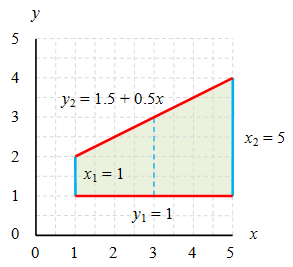 y
5
4
3
2
1
0
y₂ = 1.5 + 0.5x
x₁ = 1
x₂ = 5
y₁ = 1
x
0 1 2 3 4 5